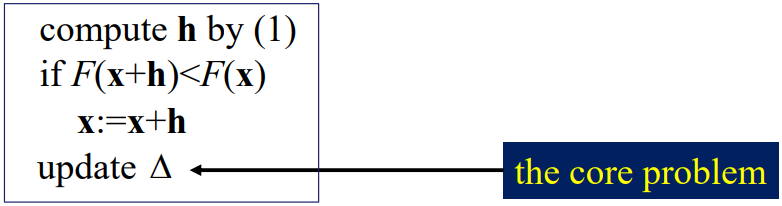 compute h by (1)
if F(x+h)<F(x)
x:=x+h
update Δ
the core problem